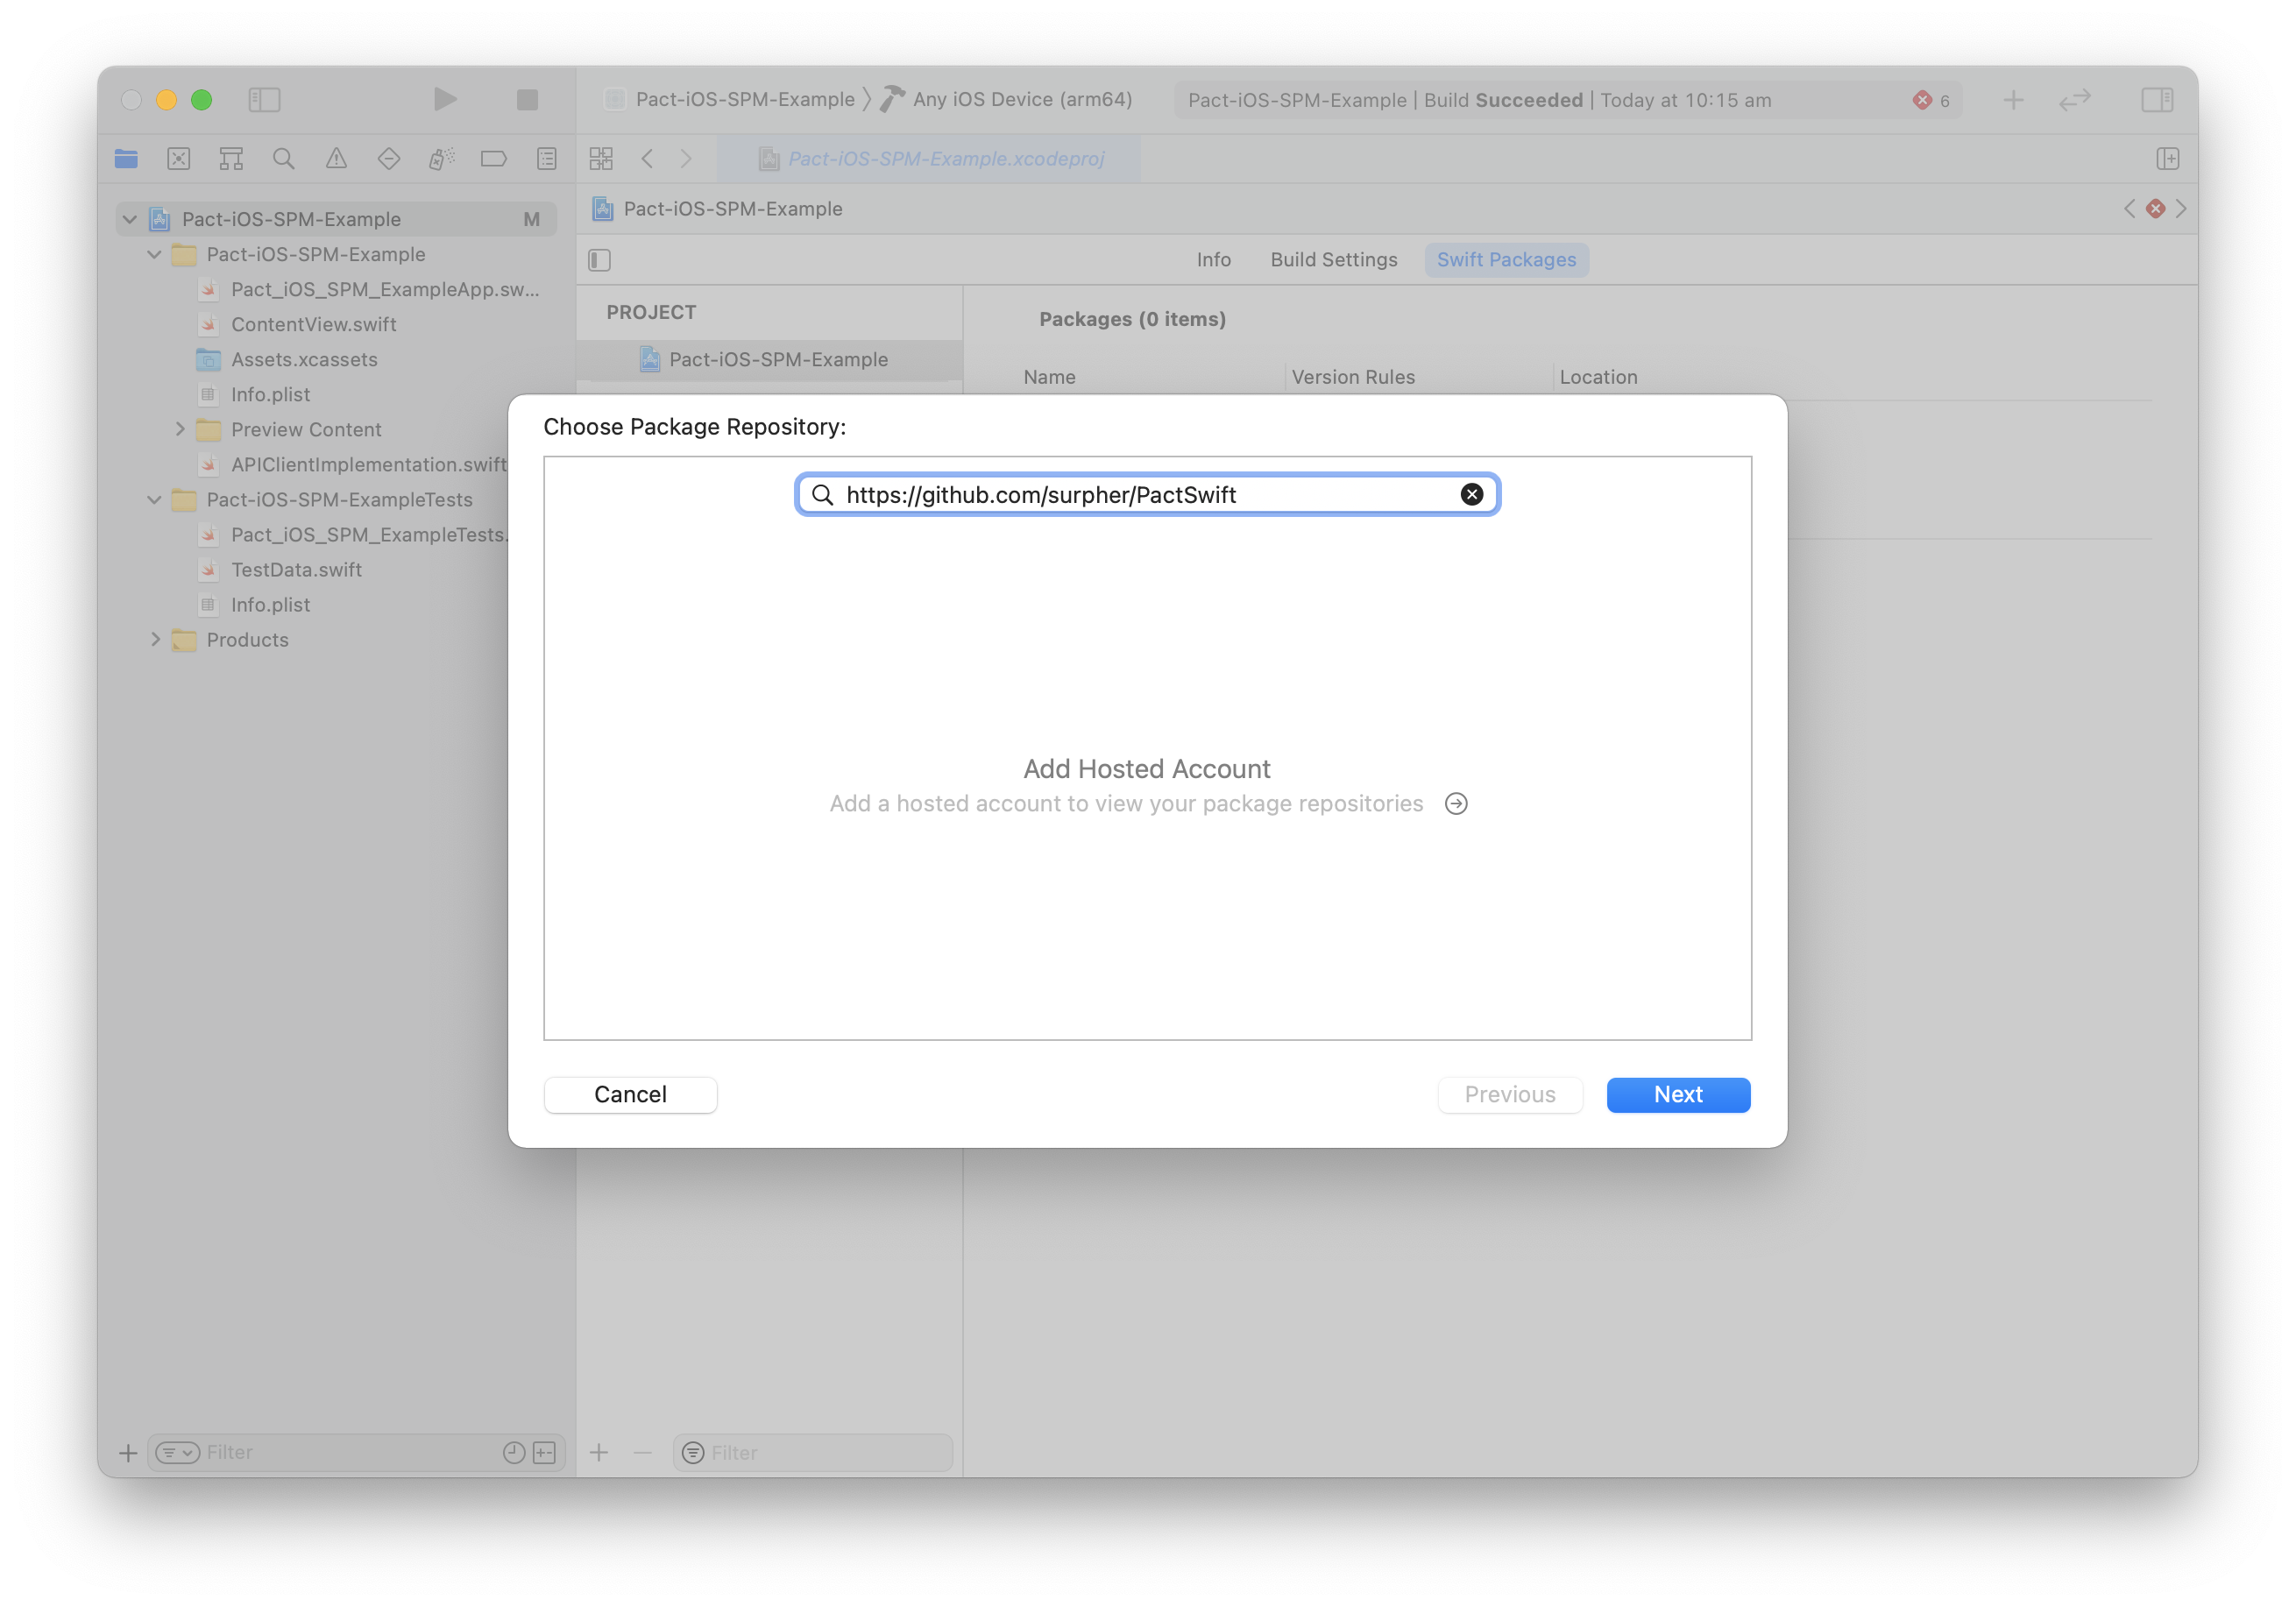 Pact-iOS-SPM-Example 〉 Any iOS Device (arm64)
Pact-iOS-SPM-Example | Build Succeeded | Today at 10:15 am
6
Pact-iOS-SPM-Example.xcodeproj
Pact-iOS-SPM-Example M
Pact-iOS-SPM-Example
Pact_iOS_SPM_ExampleApp.sw...
ContentView.swift
Assets.xcassets
Info.plist
Preview Content
APIClientImplementation.swift
Pact-iOS-SPM-ExampleTests
Pact_iOS_SPM_ExampleTests.
TestData.swift
Info.plist
Products
Filter
Pact-iOS-SPM-Example
Info Build Settings Swift Packages
PROJECT
Pact-iOS-SPM-Example
Packages (0 items)
Name Version Rules Location
Choose Package Repository:
https://github.com/surpher/PactSwift
Add Hosted Account
Add a hosted account to view your package repositories
Cancel Previous Next
Filter